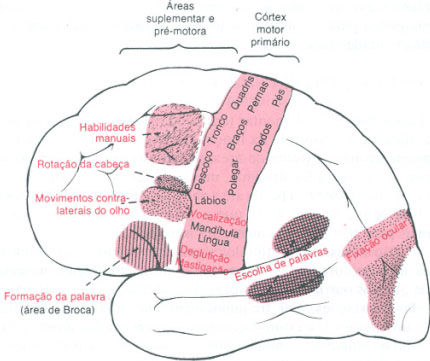 Áreas
suplementar e
pré-motora
Córtex
motor
primário
Habilidades
manuais
Rotação da cabeça
Movimentos contra-
laterais do olho
Formação da palavra
(área de Broca)
Quadris
Pernas
Pés
Tronco
Braços
Dedos
Pescoço
Polegar
Lábios
Vocalização
Mandíbula
Língua
Deglutição
Mastigação
Escolha de palavras
Fixação ocular